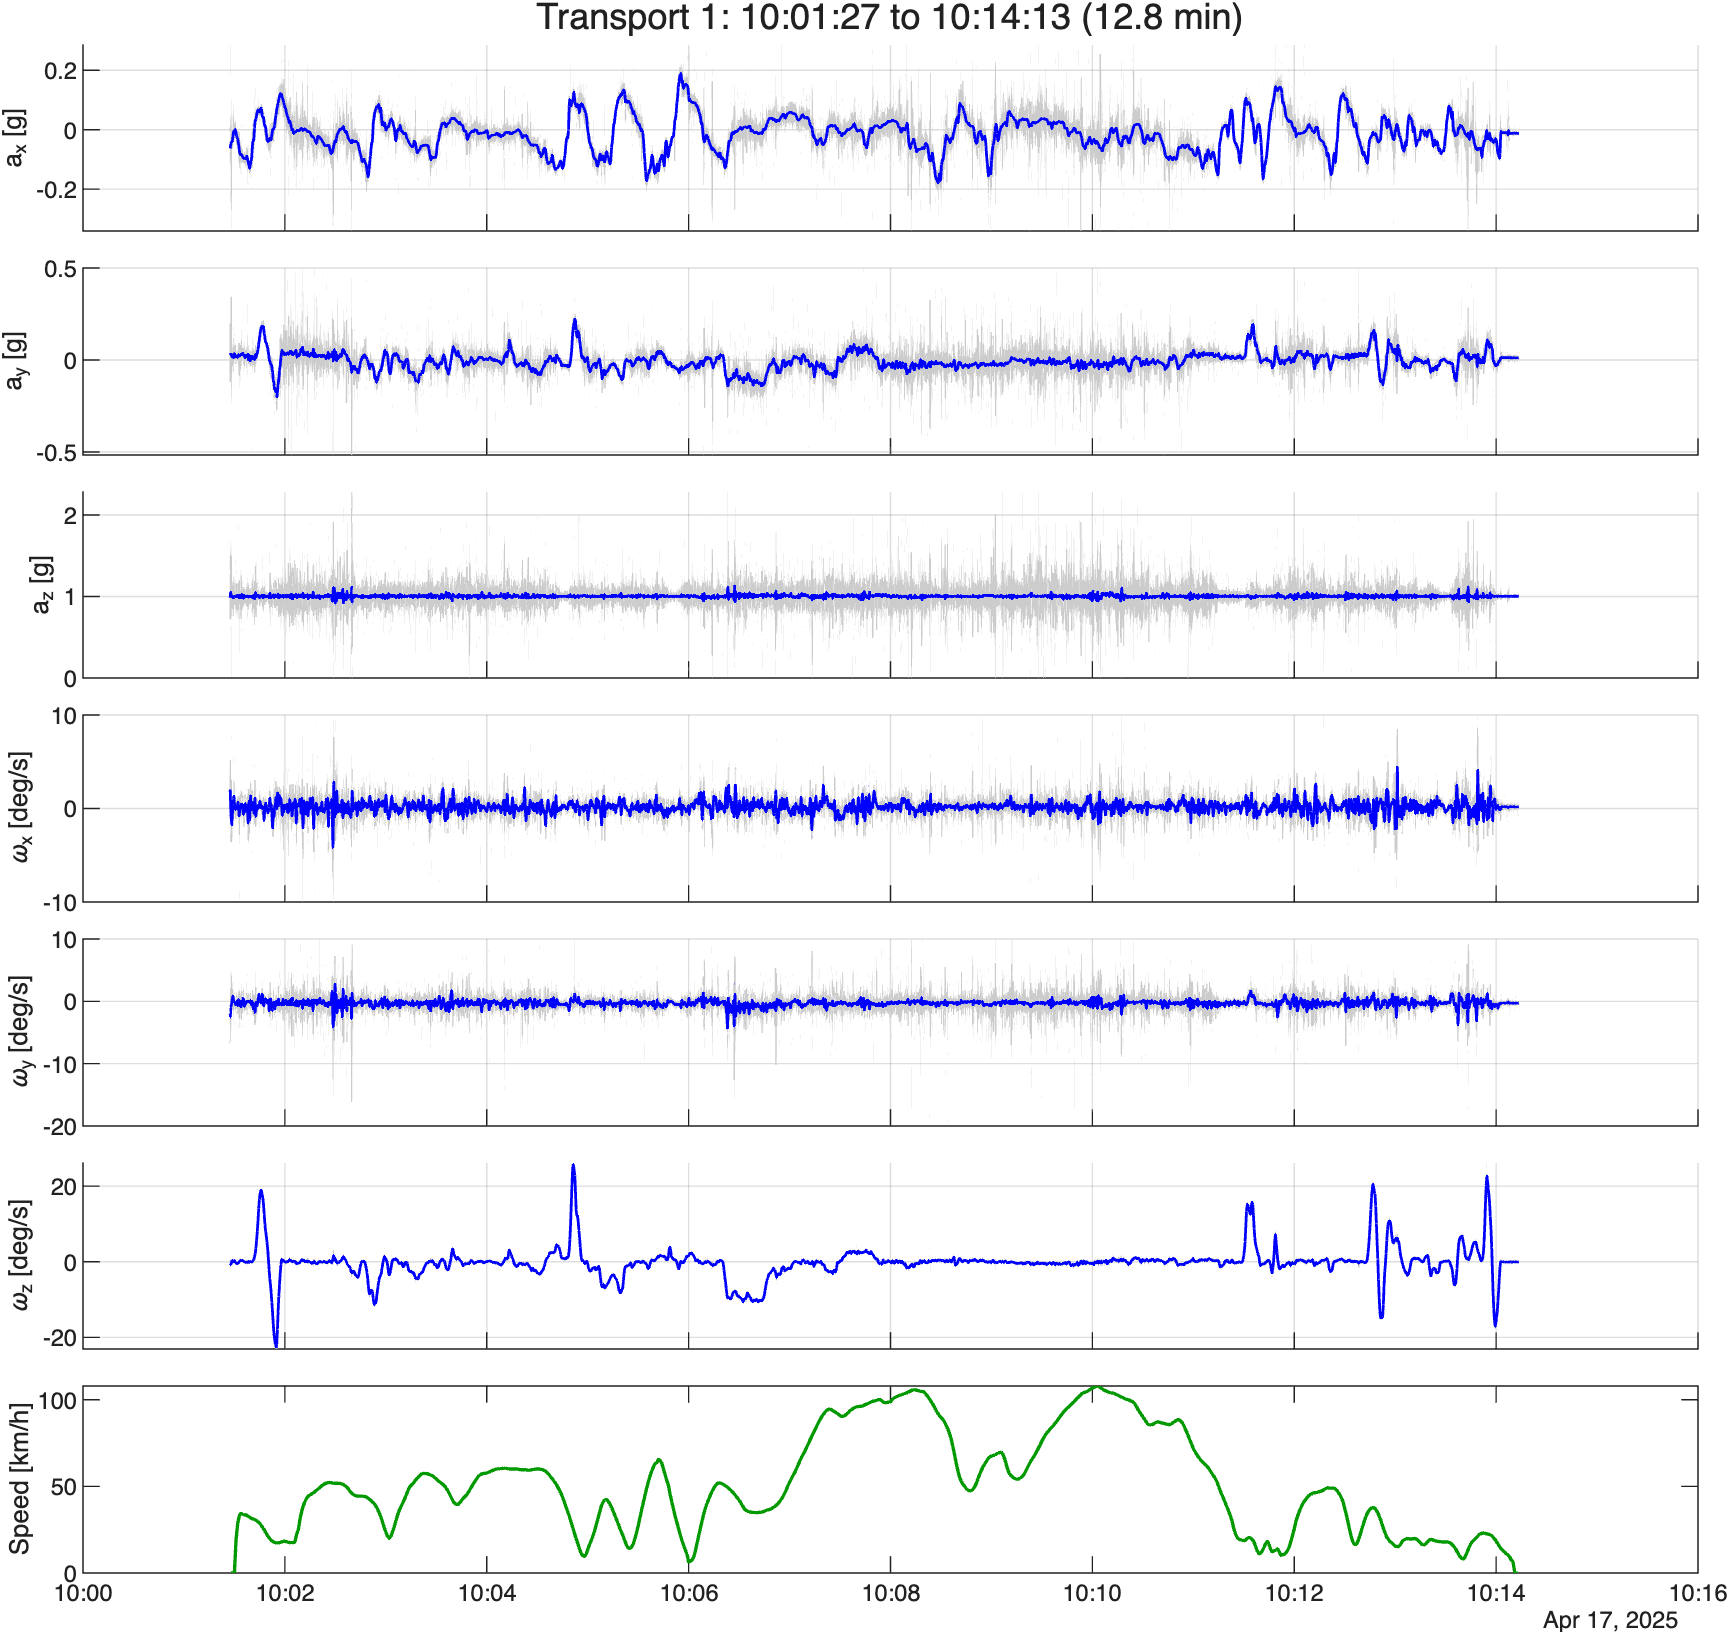 Transport 1: 10:01:27 to 10:14:13 (12.8 min)
0.2
0
-0.2
aₓ [g]
0.5
0
-0.5
a_y [g]
2
1
0
a_z [g]
10
0
-10
ωₓ [deg/s]
10
0
-10
-20
ω_y [deg/s]
20
0
-20
ω_z [deg/s]
100
50
0
Speed [km/h]
10:00 10:02 10:04 10:06 10:08 10:10 10:12 10:14 10:16
Apr 17, 2025